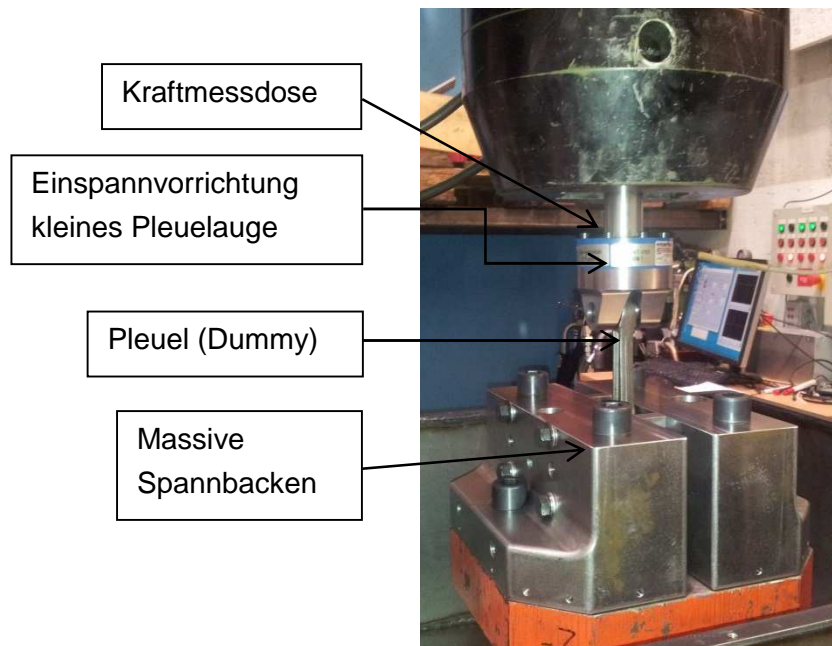 Kraftmessdose
Einspannvorrichtung
kleines Pleuelauge
Pleuel (Dummy)
Massive
Spannbacken